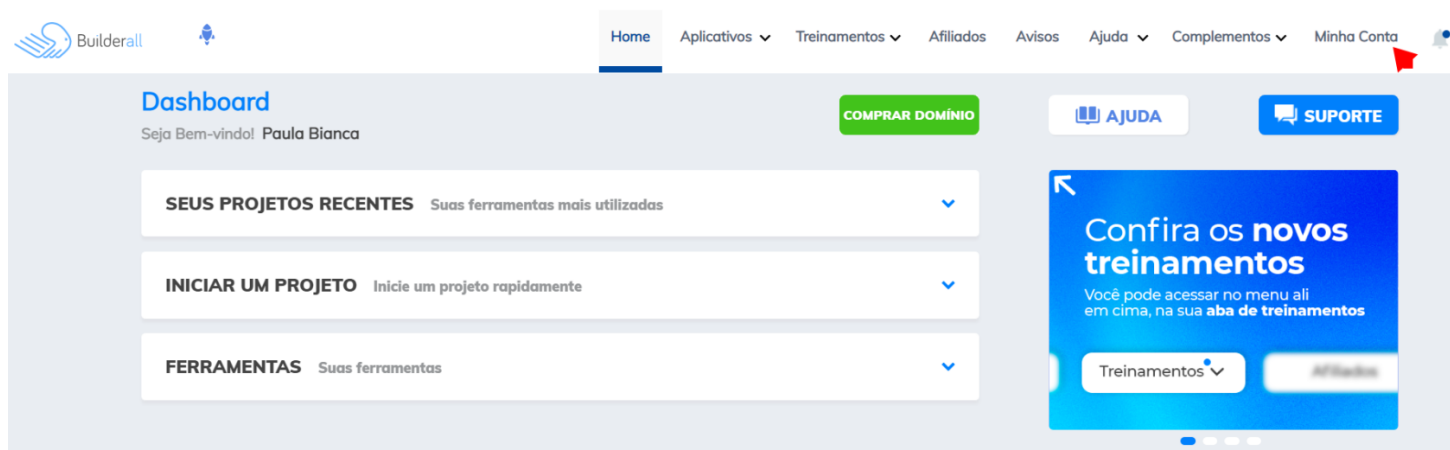 Builderall
Home Aplicativos Treinamentos Afiliados Avisos Ajuda Complementos Minha Conta
Dashboard
Seja Bem-vindo! Paula Bianca
COMPRAR DOMÍNIO
AJUDA
SUPORTE
SEUS PROJETOS RECENTES Suas ferramentas mais utilizadas
INICIAR UM PROJETO Inicie um projeto rapidamente
FERRAMENTAS Suas ferramentas
Confira os novos
treinamentos
Você pode acessar no menu ali
em cima, na sua aba de treinamentos
Treinamentos
Afiliados